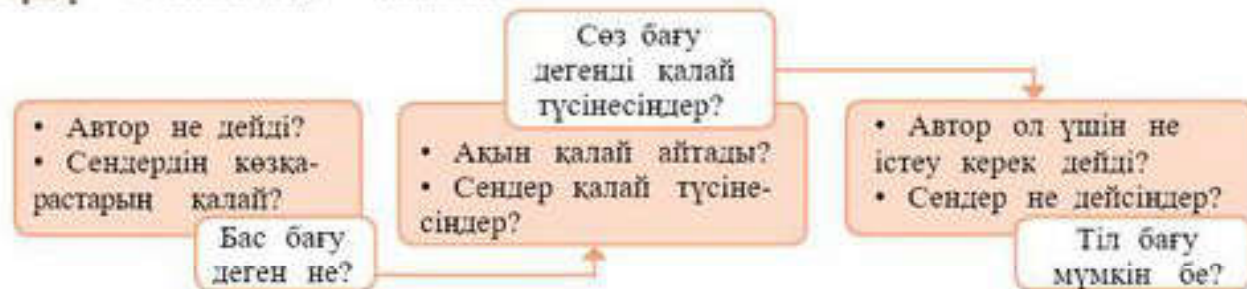 Сөз бағу
дегенді қалай
түсінесіңдер?
• Автор не дейді?
• Сендердің көзқа-
растарың қалай?
Бас бағу
деген не?
• Ақын қалай айтады?
• Сендер қалай түсіне-
сіңдер?
• Автор ол үшін не
істеу керек дейді?
• Сендер не дейсіңдер?
Тіл бағу
мүмкін бе?